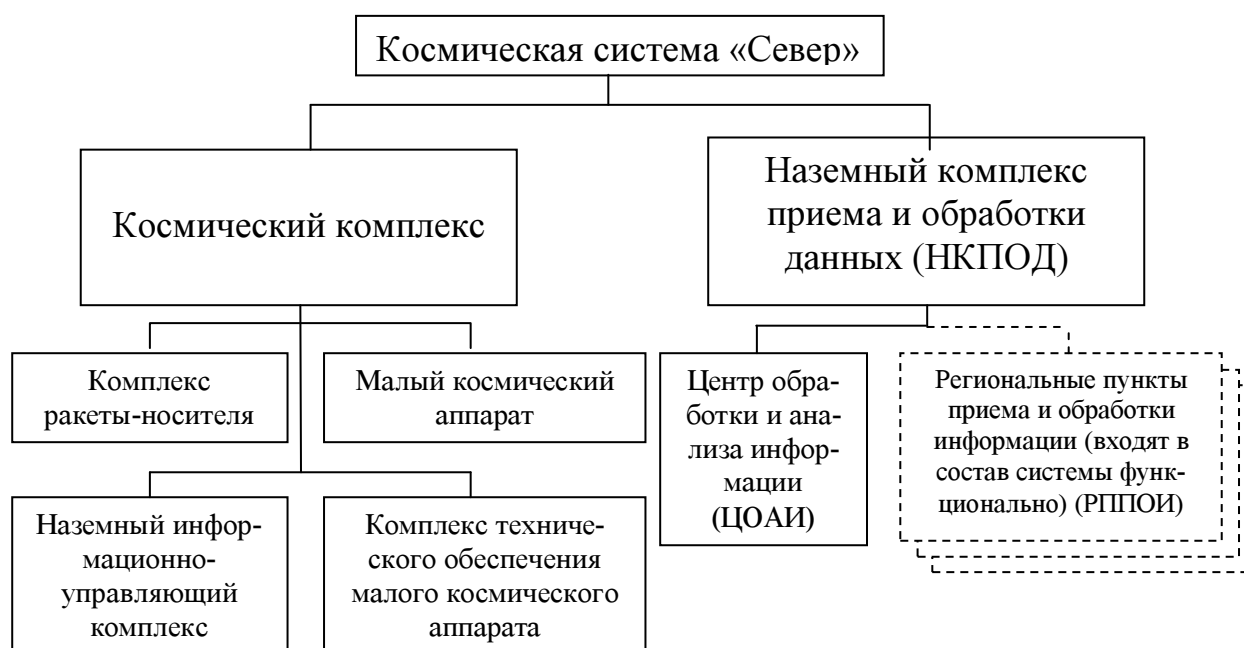 Космическая система «Север»
Космический комплекс
Наземный комплекс
приема и обработки
данных (НКПОД)
Комплекс
ракеты-носителя
Малый космический
аппарат
Наземный инфор-
мационно-
управляющий
комплекс
Комплекс техниче-
ского обеспечения
малого космического
аппарата
Центр обра-
ботки и ана-
лиза инфор-
мации
(ЦОАИ)
Региональные пункты
приема и обработки
информации (входят в
состав системы функ-
ционально) (РППОИ)